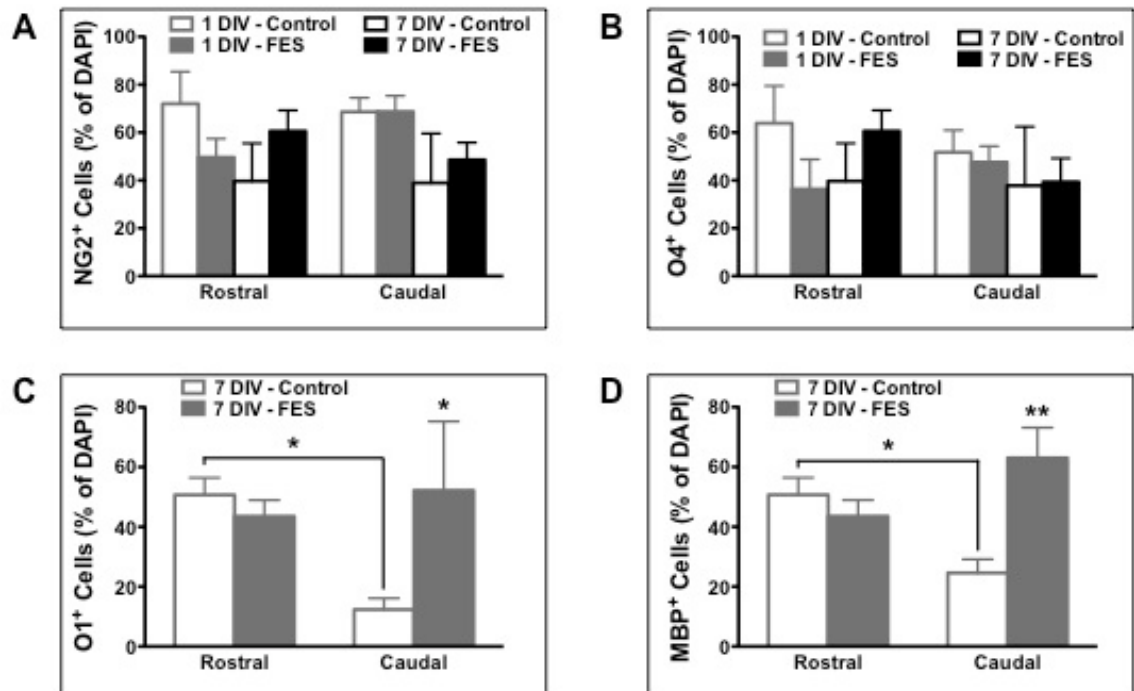 A
1 DIV - Control 7 DIV - Control
1 DIV - FES 7 DIV - FES
NG2+ Cells (% of DAPI)
100
80
60
40
20
0
Rostral Caudal
B
1 DIV - Control 7 DIV - Control
1 DIV - FES 7 DIV - FES
O4+ Cells (% of DAPI)
100
80
60
40
20
0
Rostral Caudal
C
7 DIV - Control
7 DIV - FES
O1+ Cells (% of DAPI)
80
60
40
20
0
*
*
Rostral Caudal
D
7 DIV - Control
7 DIV - FES
MBP+ Cells (% of DAPI)
80
60
40
20
0
*
**
Rostral Caudal